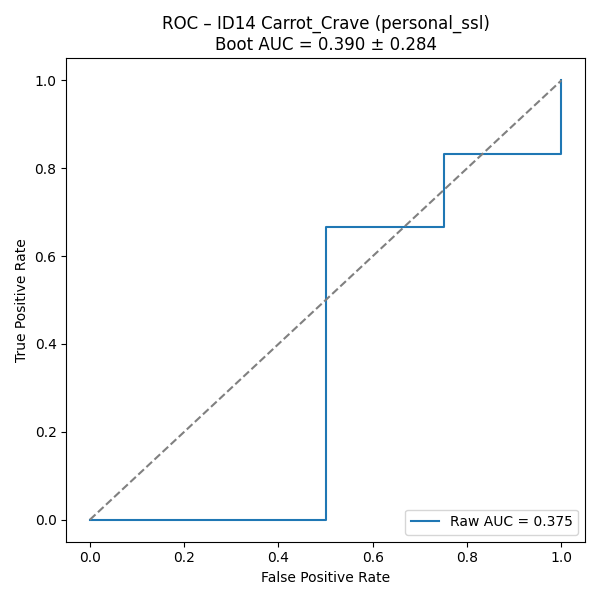 ROC – ID14 Carrot_Crave (personal_ssl)
Boot AUC = 0.390 ± 0.284
True Positive Rate
1.0
0.8
0.6
0.4
0.2
0.0
Raw AUC = 0.375
0.0 0.2 0.4 0.6 0.8 1.0
False Positive Rate